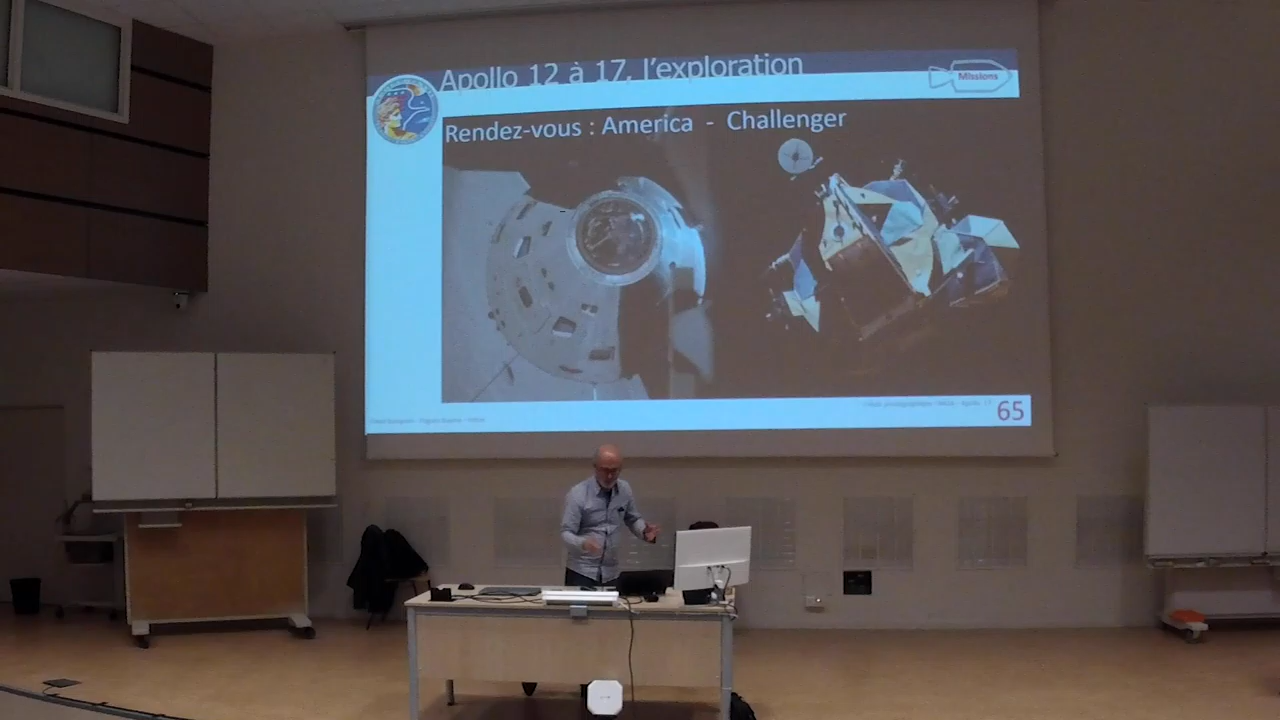 Apollo 12 à 17, l'exploration
Missions
Rendez-vous : America - Challenger
65